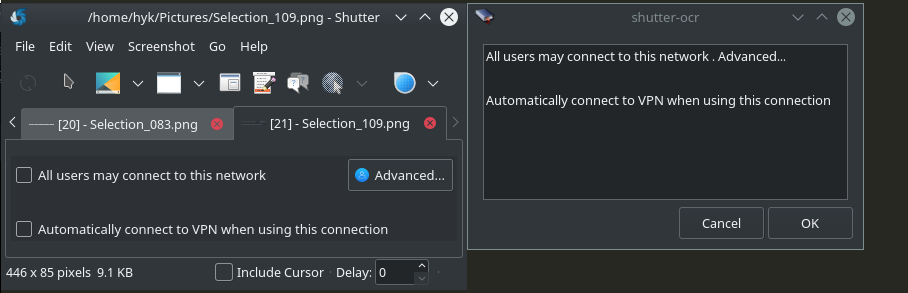 /home/hyk/Pictures/Selection_109.png - Shutter
File Edit View Screenshot Go Help
[20] - Selection_083.png
[21] - Selection_109.png
All users may connect to this network
Advanced...
Automatically connect to VPN when using this connection
446 x 85 pixels 9.1 KB
Include Cursor
Delay: 0
shutter-ocr
All users may connect to this network . Advanced...
Automatically connect to VPN when using this connection
Cancel
OK